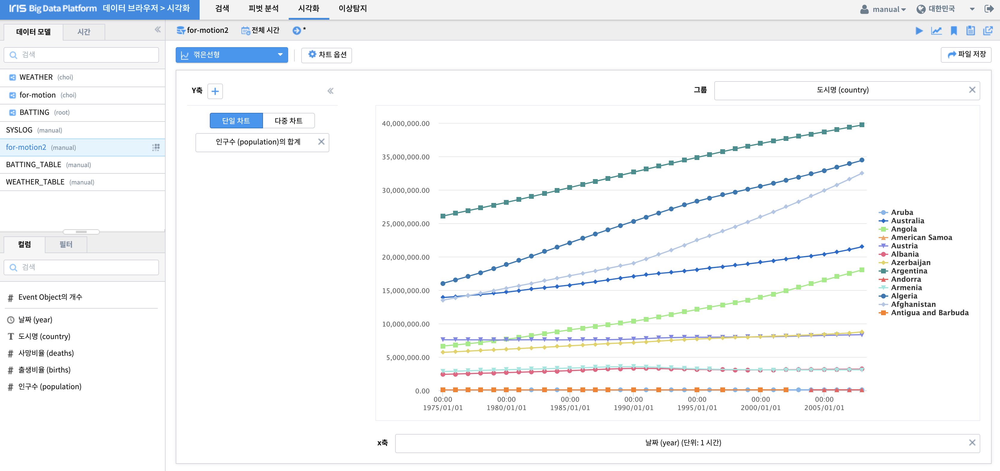 IRIS Big Data Platform 데이터 브라우저 > 시각화 검색 피벗 분석 시각화 이상탐지 manual 대한민국
데이터 모델 시간
for-motion2 전체 시간 *
검색
꺾은선형 차트 옵션 파일 저장
WEATHER (choi)
for-motion (choi)
BATTING (root)
SYSLOG (manual)
for-motion2 (manual)
BATTING_TABLE (manual)
WEATHER_TABLE (manual)
컬럼 필터
검색
# Event Object의 개수
날짜 (year)
T 도시명 (country)
# 사망비율 (deaths)
# 출생비율 (births)
# 인구수 (population)
Y축 +
단일 차트 다중 차트
인구수 (population)의 합계
그룹 도시명 (country)
40,000,000.00
35,000,000.00
30,000,000.00
25,000,000.00
20,000,000.00
15,000,000.00
10,000,000.00
5,000,000.00
0.00
00:00 00:00 00:00 00:00 00:00 00:00 00:00
1975/01/01 1980/01/01 1985/01/01 1990/01/01 1995/01/01 2000/01/01 2005/01/01
Aruba
Australia
Angola
American Samoa
Austria
Albania
Azerbaijan
Argentina
Andorra
Armenia
Algeria
Afghanistan
Antigua and Barbuda
x축 날짜 (year) (단위: 1 시간)